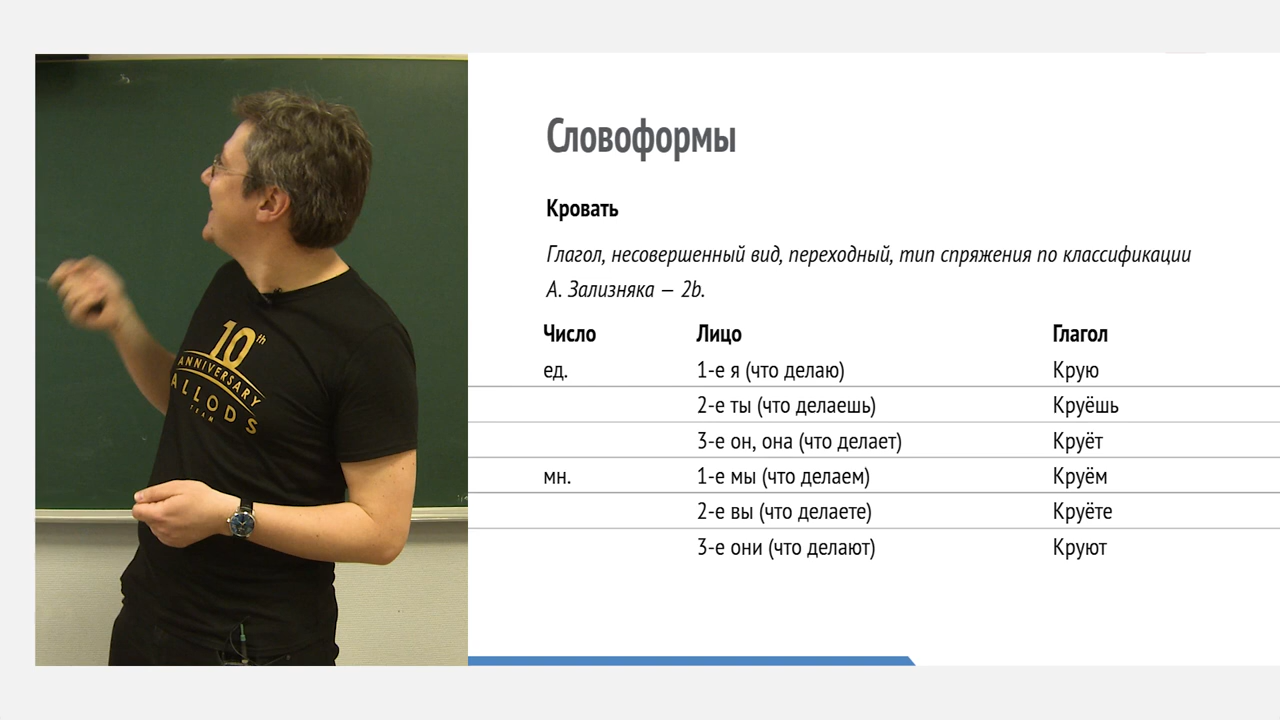 Словоформы
Кровать
Глагол, несовершенный вид, переходный, тип спряжения по классификации
А. Зализняка — 2b.
Число Лицо Глагол
ед. 1-е я (что делаю) Крую
2-е ты (что делаешь) Круёшь
3-е он, она (что делает) Круёт
мн. 1-е мы (что делаем) Круём
2-е вы (что делаете) Круёте
3-е они (что делают) Круют
10th
ANNIVERSARY
ALLODS
TEAM